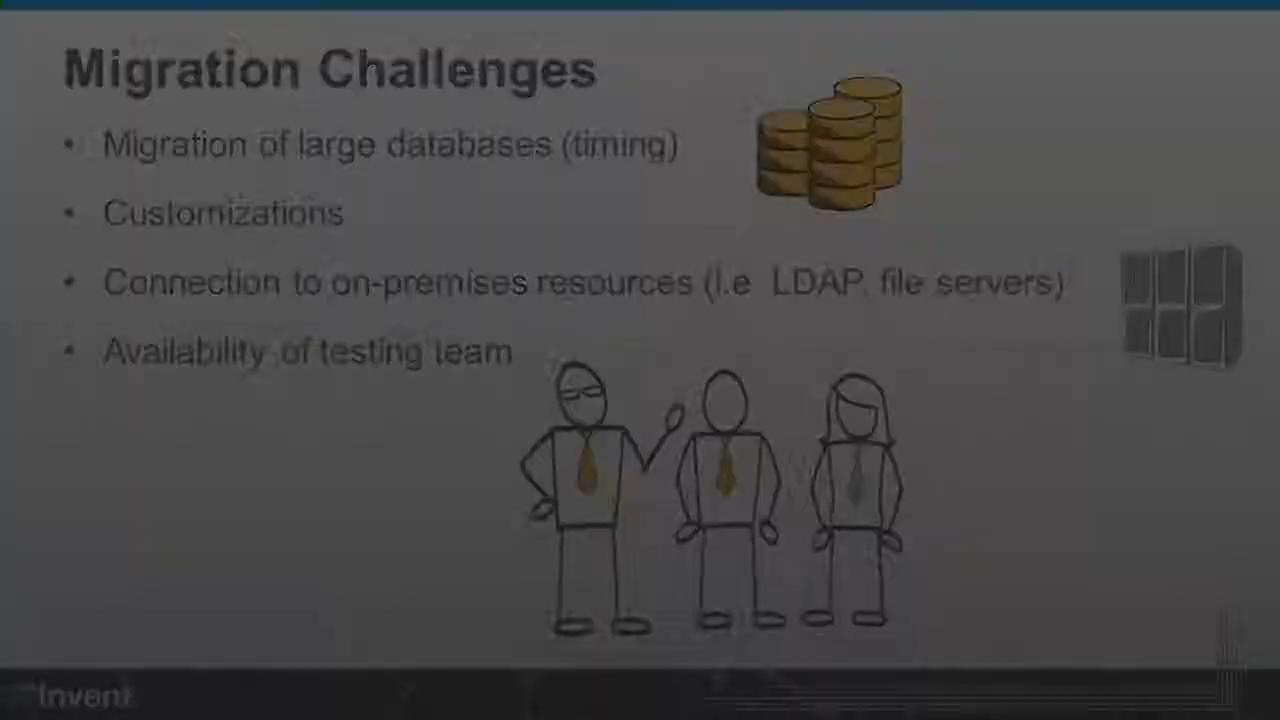 Migration Challenges
• Migration of large databases (timing)
• Customizations
• Connection to on-premises resources (i.e LDAP, file servers)
• Availability of testing team
Invent